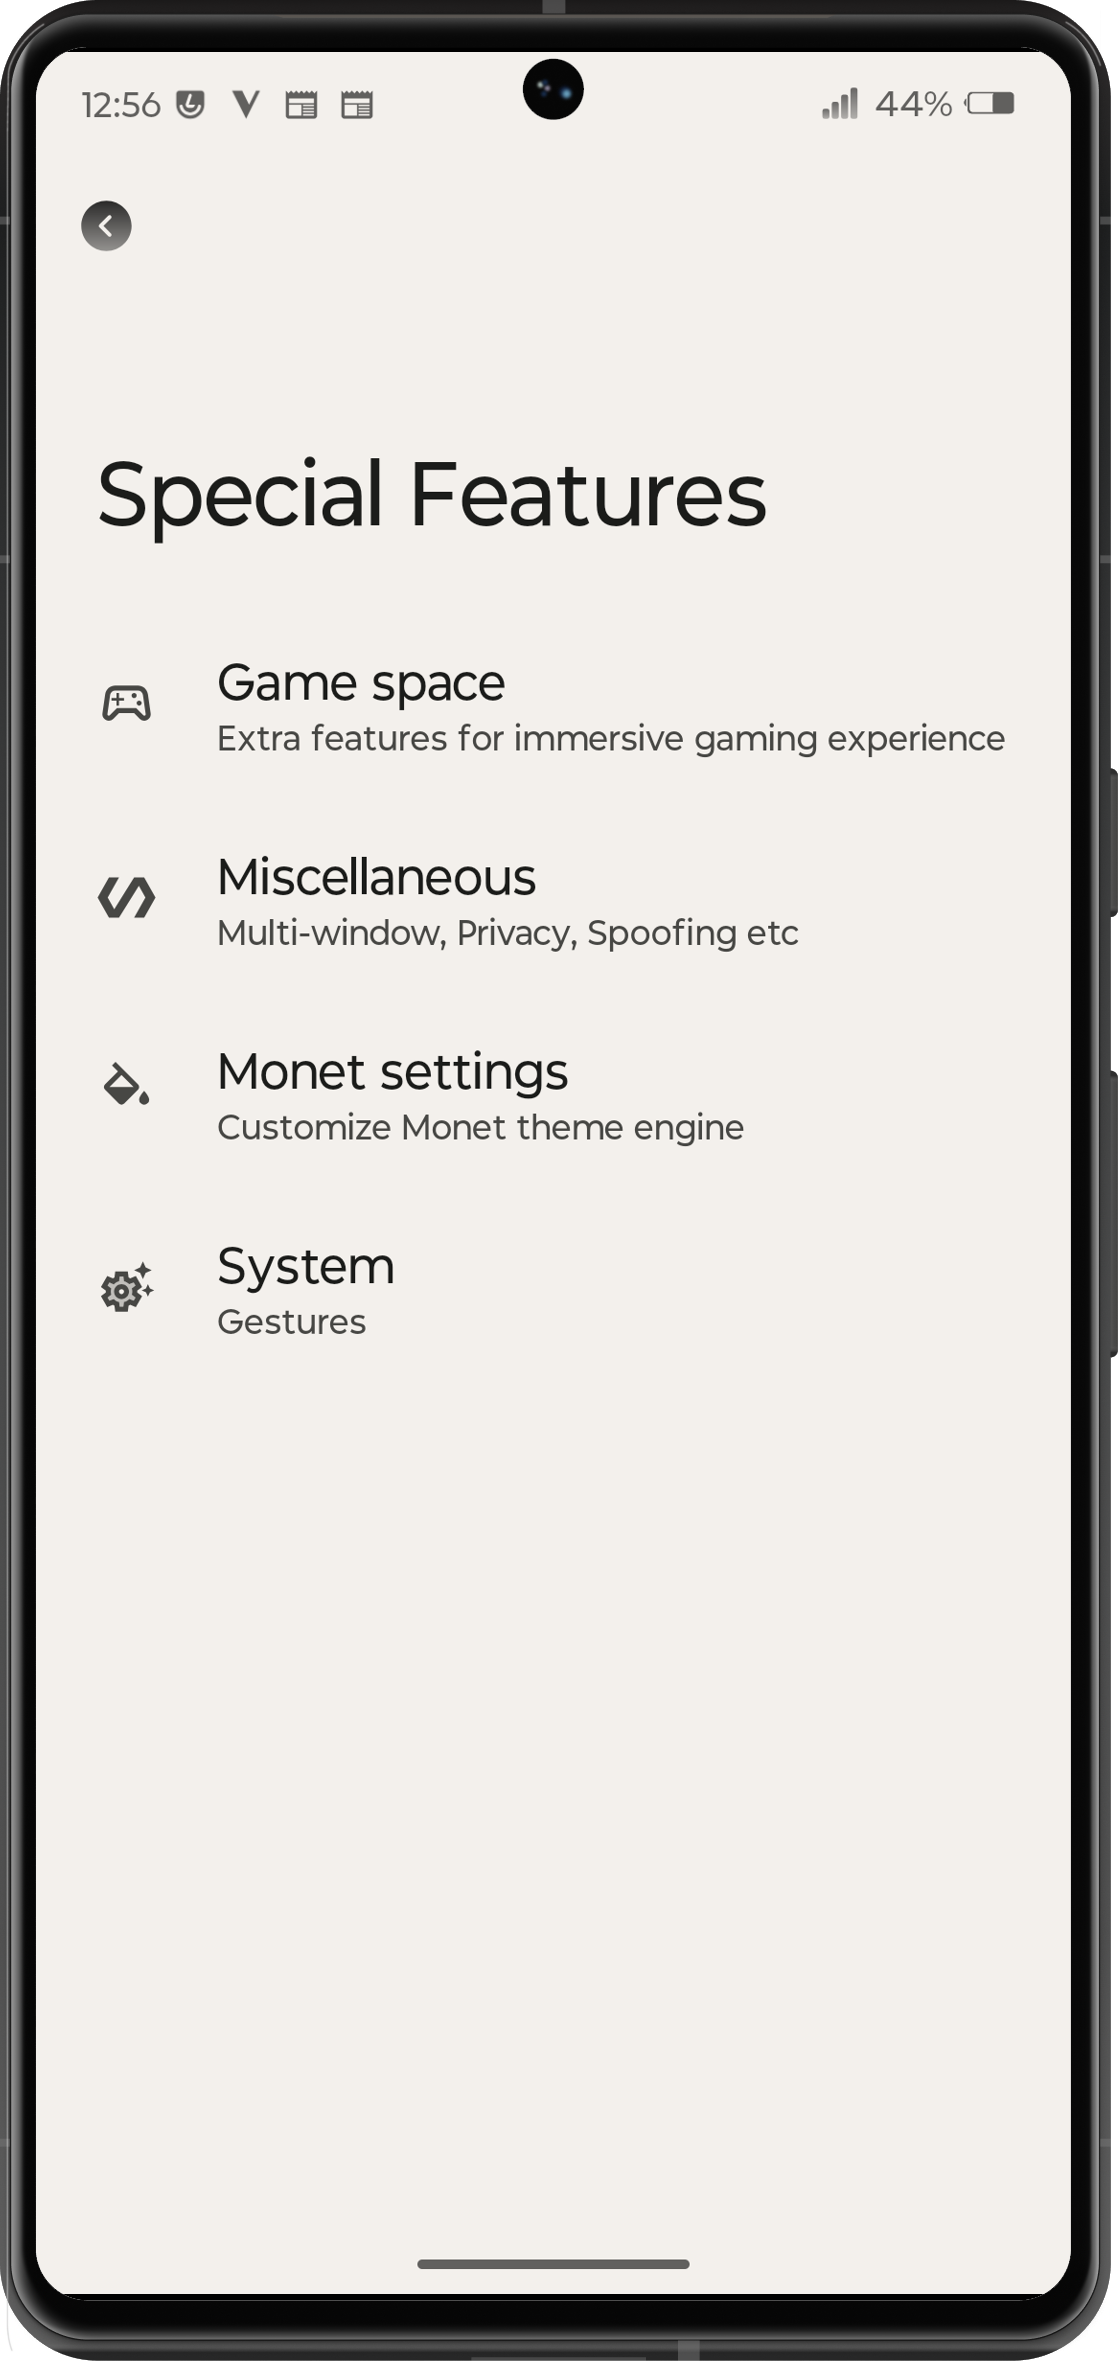 12:56
44%
Special Features
Game space
Extra features for immersive gaming experience
Miscellaneous
Multi-window, Privacy, Spoofing etc
Monet settings
Customize Monet theme engine
System
Gestures